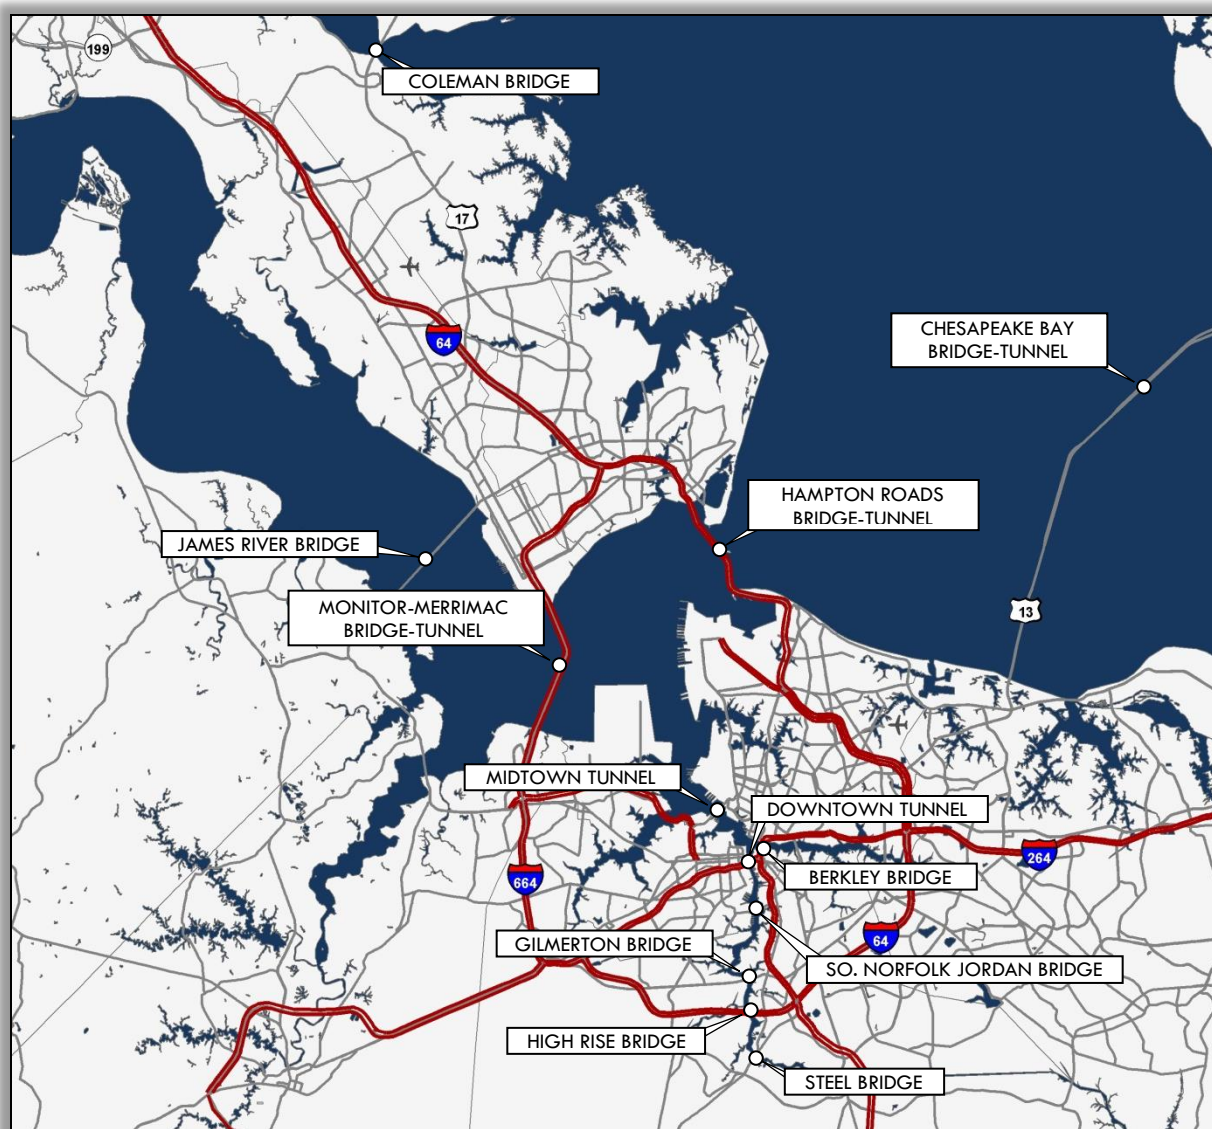 199
COLEMAN BRIDGE
17
CHESAPEAKE BAY
BRIDGE-TUNNEL
64
HAMPTON ROADS
BRIDGE-TUNNEL
JAMES RIVER BRIDGE
MONITOR-MERRIMAC
BRIDGE-TUNNEL
13
MIDTOWN TUNNEL
DOWNTOWN TUNNEL
264
664
BERKLEY BRIDGE
GILMERTON BRIDGE
64
SO. NORFOLK JORDAN BRIDGE
HIGH RISE BRIDGE
STEEL BRIDGE